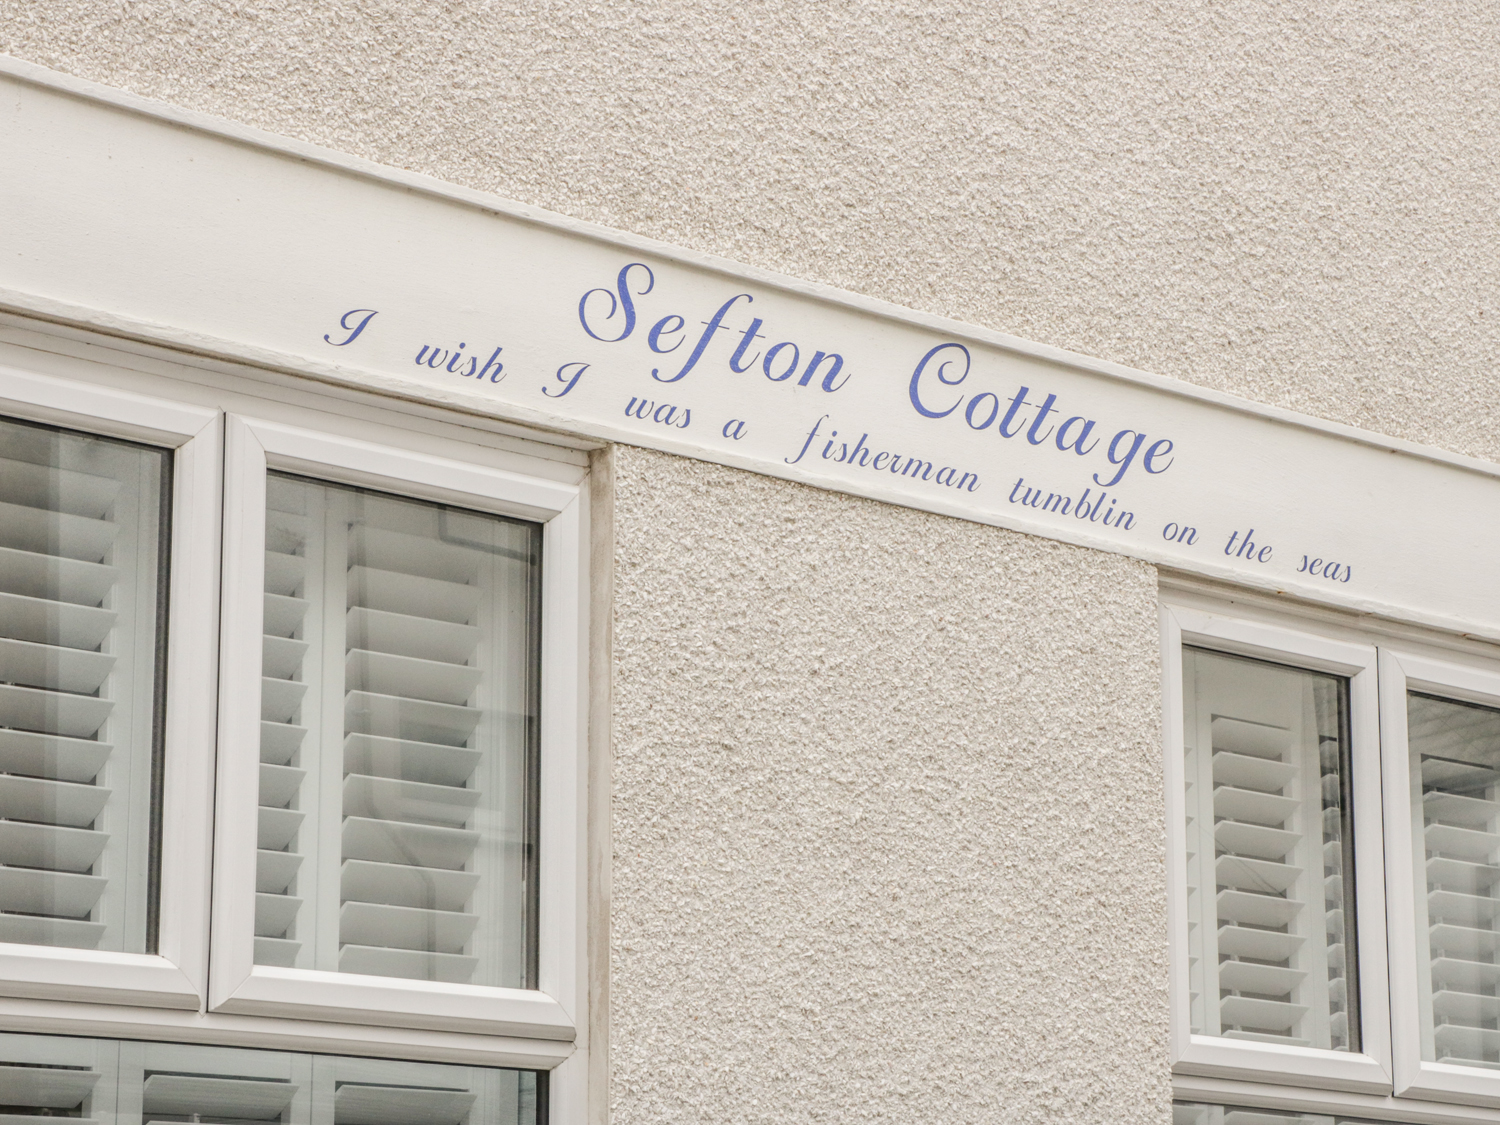 Sefton Cottage
I wish I was a fisherman tumblin on the seas